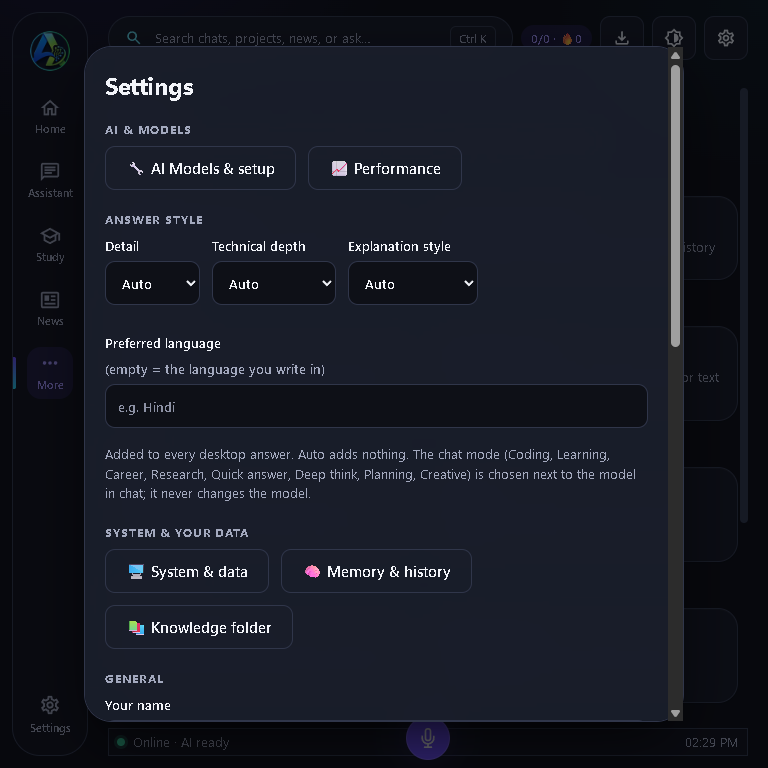 Search chats, projects, news, or ask...
Ctrl K
0/0 · 🔥 0
Home
Assistant
Study
News
More
Settings
Settings
AI & MODELS
AI Models & setup
Performance
ANSWER STYLE
Detail
Technical depth
Explanation style
Auto
Auto
Auto
Preferred language
(empty = the language you write in)
e.g. Hindi
Added to every desktop answer. Auto adds nothing. The chat mode (Coding, Learning,
Career, Research, Quick answer, Deep think, Planning, Creative) is chosen next to the model
in chat; it never changes the model.
SYSTEM & YOUR DATA
System & data
Memory & history
Knowledge folder
GENERAL
Your name
or text
Online · AI ready
02:29 PM